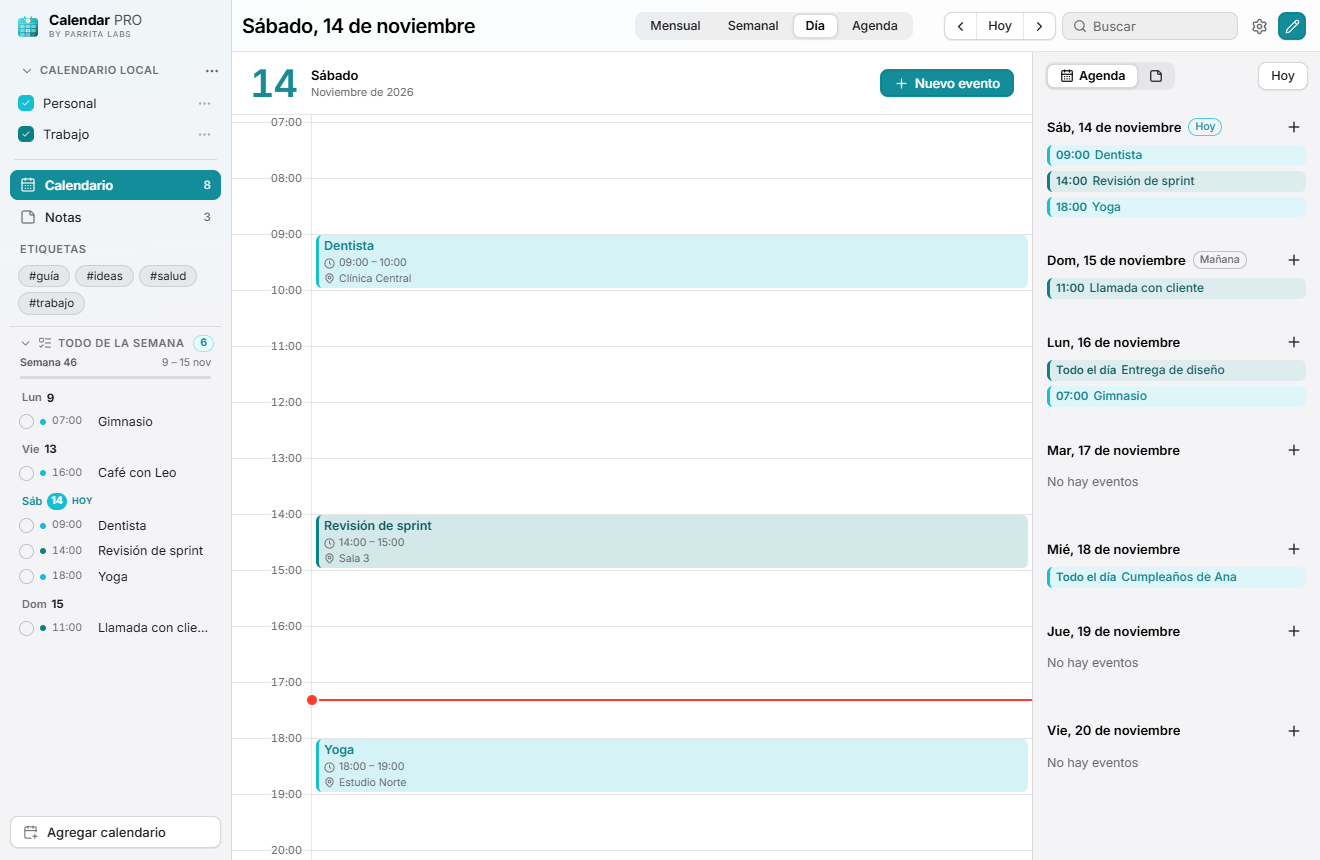 Calendar PRO
BY PARRITA LABS
CALENDARIO LOCAL
Personal
Trabajo
Calendario 8
Notas 3
ETIQUETAS
#guía #ideas #salud
#trabajo
TODO DE LA SEMANA 6
Semana 46 9 – 15 nov
Lun 9
07:00 Gimnasio
Vie 13
16:00 Café con Leo
Sáb 14 HOY
09:00 Dentista
14:00 Revisión de sprint
18:00 Yoga
Dom 15
11:00 Llamada con clie...
Agregar calendario
Sábado, 14 de noviembre
Mensual Semanal Día Agenda
Hoy
Buscar
14 Sábado
Noviembre de 2026
Nuevo evento
07:00
08:00
09:00
Dentista
09:00 – 10:00
Clínica Central
10:00
11:00
12:00
13:00
14:00
Revisión de sprint
14:00 – 15:00
Sala 3
15:00
16:00
17:00
18:00
Yoga
18:00 – 19:00
Estudio Norte
19:00
20:00
Agenda Hoy
Sáb, 14 de noviembre Hoy
09:00 Dentista
14:00 Revisión de sprint
18:00 Yoga
Dom, 15 de noviembre Mañana
11:00 Llamada con cliente
Lun, 16 de noviembre
Todo el día Entrega de diseño
07:00 Gimnasio
Mar, 17 de noviembre
No hay eventos
Mié, 18 de noviembre
Todo el día Cumpleaños de Ana
Jue, 19 de noviembre
No hay eventos
Vie, 20 de noviembre
No hay eventos